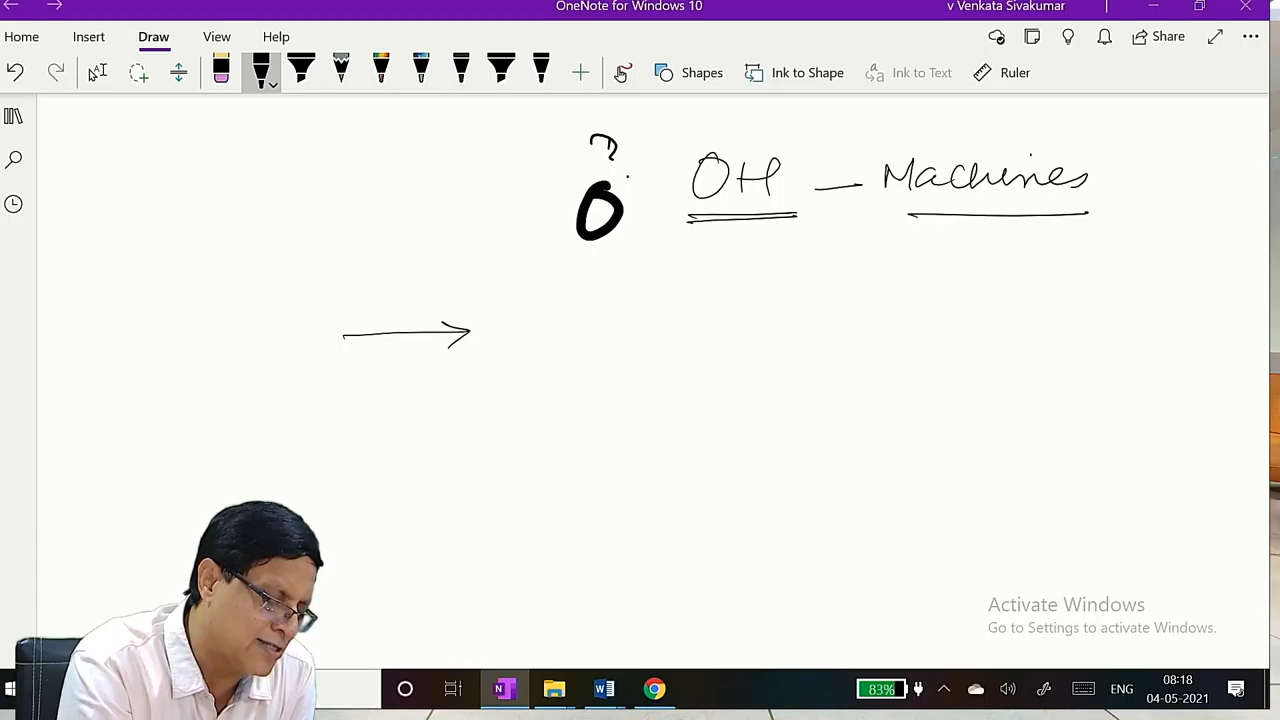 OneNote for Windows 10
v Venkata Sivakumar
Home Insert Draw View Help
Share
Shapes Ink to Shape Ink to Text Ruler
?
O OH — Machines
Activate Windows
Go to Settings to activate Windows.
83% ENG 08:18
04-05-2021